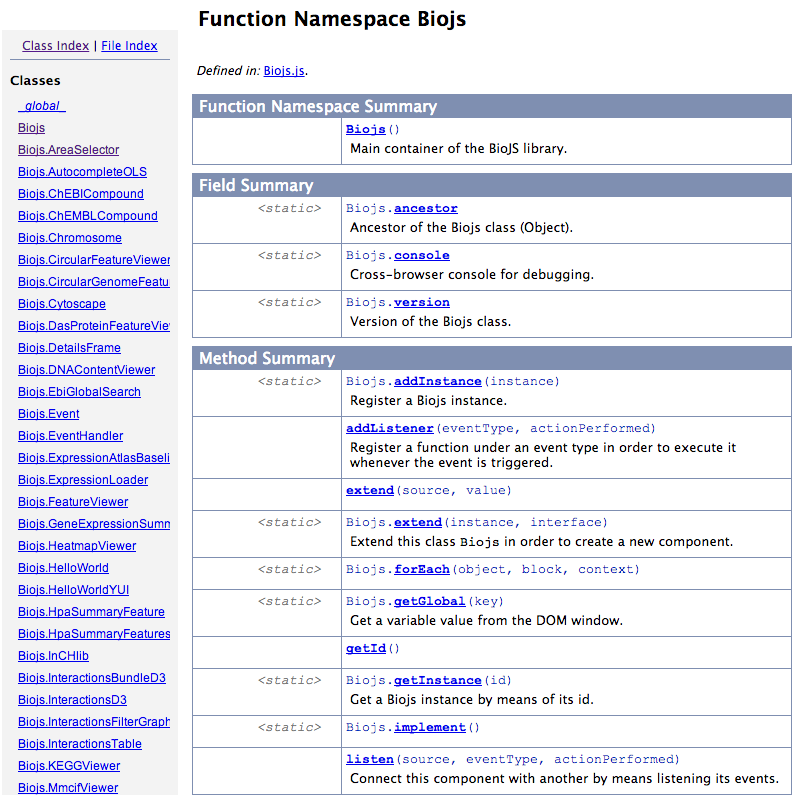 Function Namespace Biojs
Class Index | File Index
Classes
_global_
Biojs
Biojs.AreaSelector
Biojs.AutocompleteOLS
Biojs.ChEBICompound
Biojs.ChEMBLCompound
Biojs.Chromosome
Biojs.CircularFeatureViewer
Biojs.CircularGenomeFeatu
Biojs.Cytoscape
Biojs.DasProteinFeatureVie
Biojs.DetailsFrame
Biojs.DNAContentViewer
Biojs.EbiGlobalSearch
Biojs.Event
Biojs.EventHandler
Biojs.ExpressionAtlasBaseli
Biojs.ExpressionLoader
Biojs.FeatureViewer
Biojs.GeneExpressionSumm
Biojs.HeatmapViewer
Biojs.HelloWorld
Biojs.HelloWorldYUI
Biojs.HpaSummaryFeature
Biojs.HpaSummaryFeatures
Biojs.InCHlib
Biojs.InteractionsBundleD3
Biojs.InteractionsD3
Biojs.InteractionsFilterGraph
Biojs.InteractionsTable
Biojs.KEGGViewer
Biojs.MmcifViewer
Defined in: Biojs.js.
Function Namespace Summary
Biojs()
Main container of the BioJS library.
Field Summary
<static> Biojs.ancestor
Ancestor of the Biojs class (Object).
<static> Biojs.console
Cross-browser console for debugging.
<static> Biojs.version
Version of the Biojs class.
Method Summary
<static> Biojs.addInstance(instance)
Register a Biojs instance.
addListener(eventType, actionPerformed)
Register a function under an event type in order to execute it
whenever the event is triggered.
extend(source, value)
<static> Biojs.extend(instance, interface)
Extend this class Biojs in order to create a new component.
<static> Biojs.forEach(object, block, context)
<static> Biojs.getGlobal(key)
Get a variable value from the DOM window.
getId()
<static> Biojs.getInstance(id)
Get a Biojs instance by means of its id.
<static> Biojs.implement()
listen(source, eventType, actionPerformed)
Connect this component with another by means listening its events.